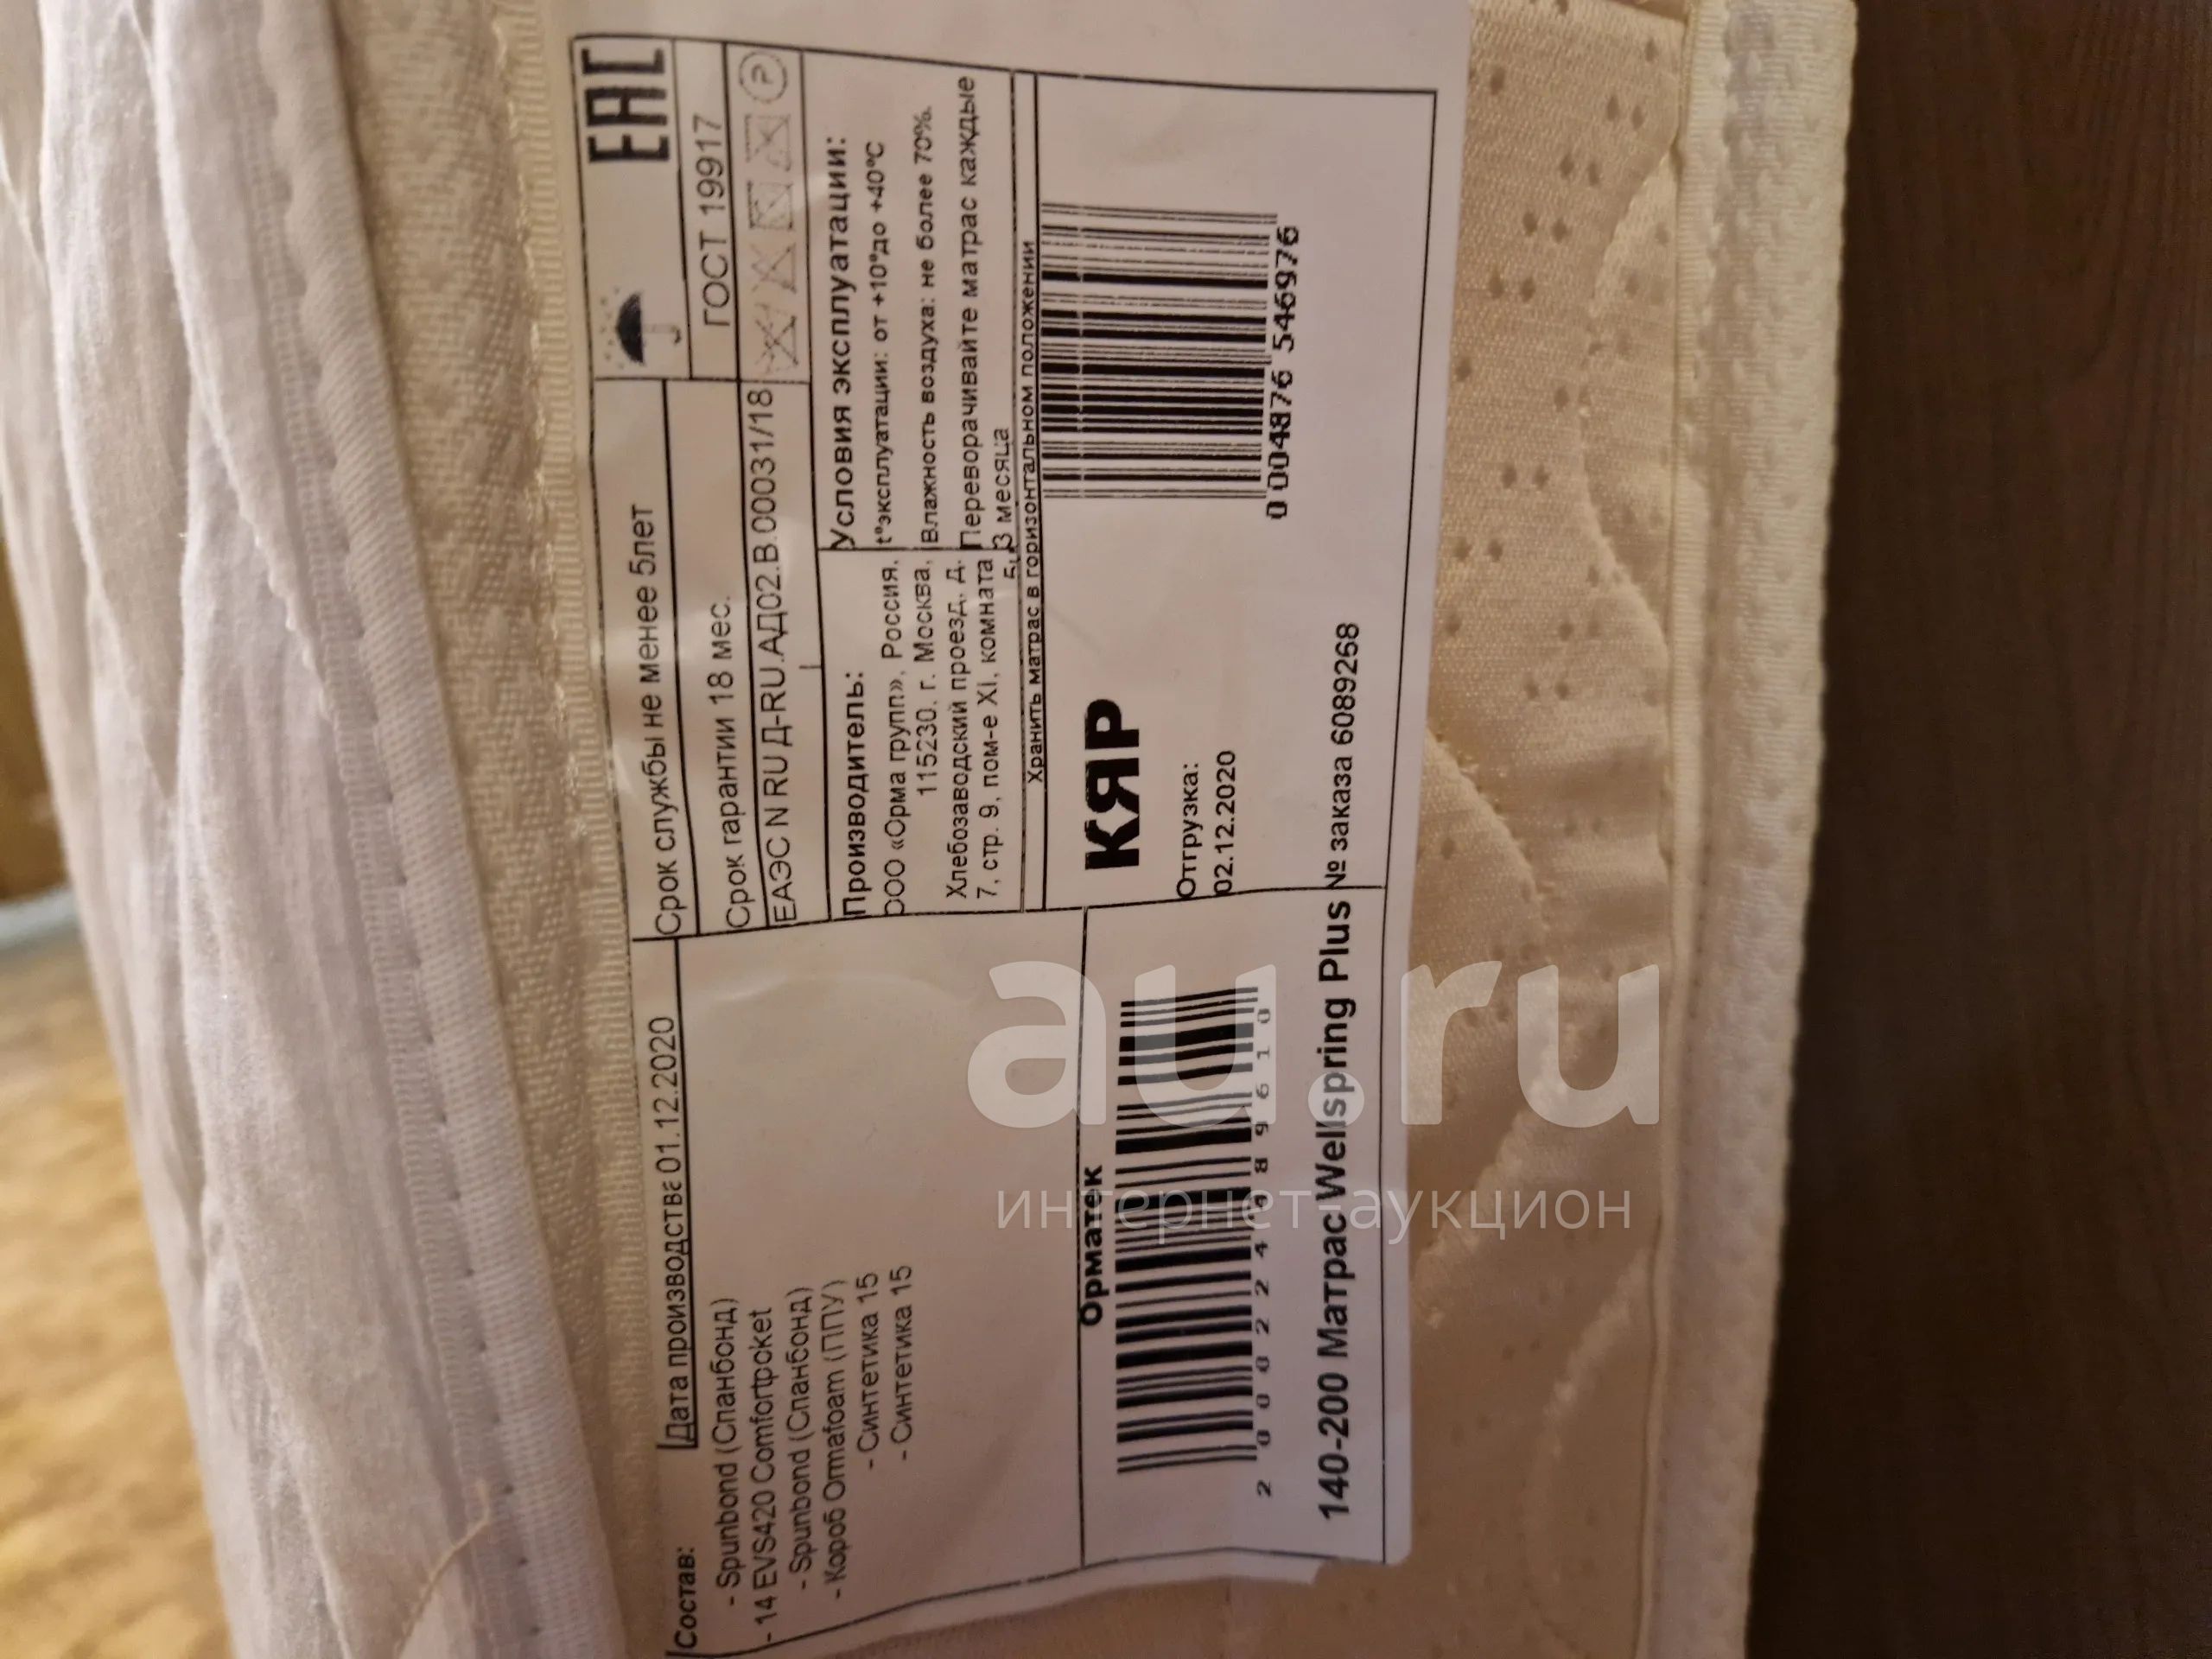 Состав:
Дата производства 01.12.2020
- Spunbond (Спанбонд)
- 14 EVS420 Comfortpcket
- Spunbond (Спанбонд)
- Короб Ormafoam (ППУ)
- Синтетика 15
- Синтетика 15
Срок службы не менее 5лет
EAC
Срок гарантии 18 мес.
ГОСТ 19917
ЕАЭС N RU Д-RU.АД02.В.00031/18
P
Производитель:
ООО «Орма групп», Россия,
115230, г. Москва,
Хлебозаводский проезд, д.
7, стр. 9, пом-е XI, комната
5,
Условия эксплуатации:
t°эксплуатации: от +10°до +40°С
Влажность воздуха: не более 70%.
Переворачивайте матрас каждые
3 месяца
Хранить матрас в горизонтальном положении
Орматек
140-200 Матрас Wellspring Plus
КЯР
Отгрузка:
02.12.2020
0 004876 546976
№ заказа 6089268
au.ru
интернет-аукцион